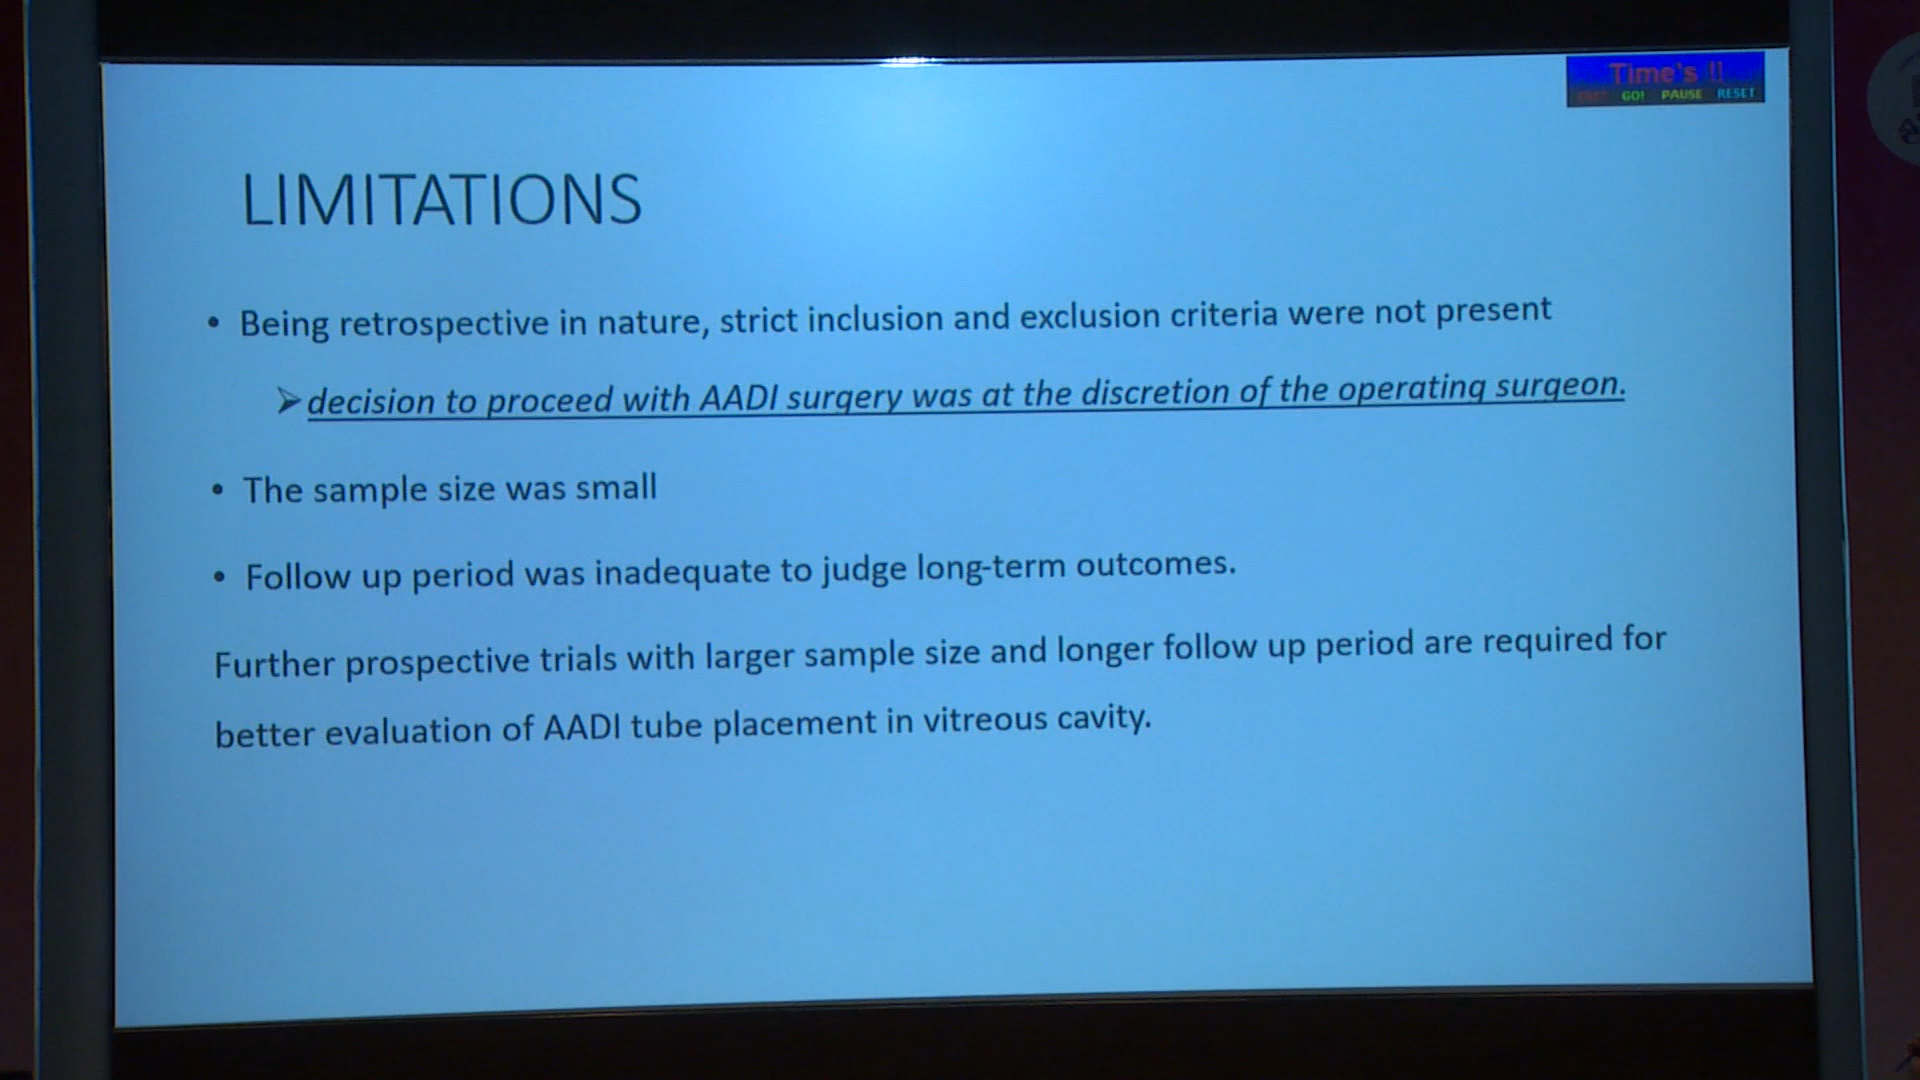 Time's !!
GO! PAUSE RESET
LIMITATIONS
• Being retrospective in nature, strict inclusion and exclusion criteria were not present
➢ decision to proceed with AADI surgery was at the discretion of the operating surgeon.
• The sample size was small
• Follow up period was inadequate to judge long-term outcomes.
Further prospective trials with larger sample size and longer follow up period are required for
better evaluation of AADI tube placement in vitreous cavity.